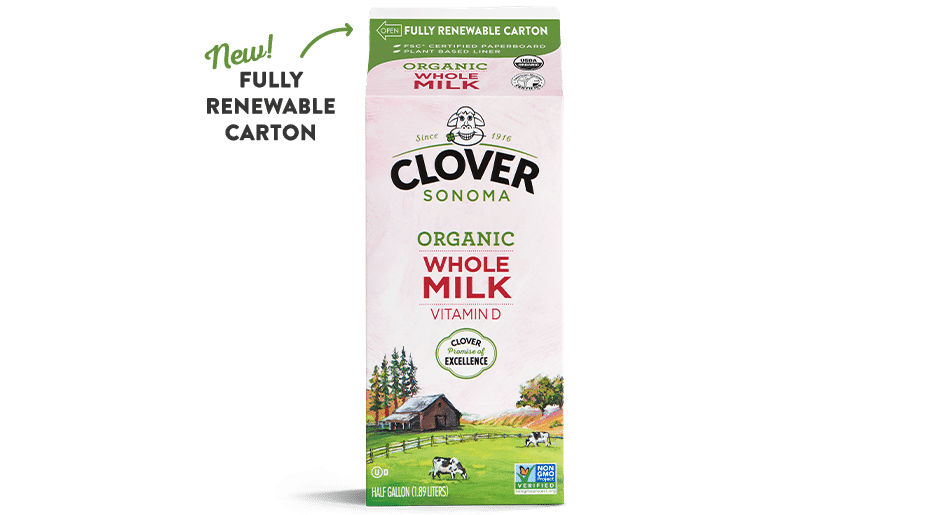 New!
FULLY
RENEWABLE
CARTON
OPEN
FULLY RENEWABLE CARTON
FSC® CERTIFIED PAPERBOARD
PLANT BASED LINER
ORGANIC
WHOLE
MILK
USDA
ORGANIC
Since 1916
CLOVER
SONOMA
ORGANIC
WHOLE
MILK
VITAMIN D
CLOVER
Promise of
EXCELLENCE
U D
HALF GALLON (1.89 LITERS)
NON
GMO
Project
VERIFIED
nongmoproject.org